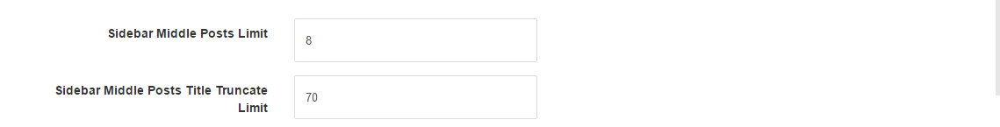 Sidebar Middle Posts Limit
8
Sidebar Middle Posts Title Truncate
Limit
70